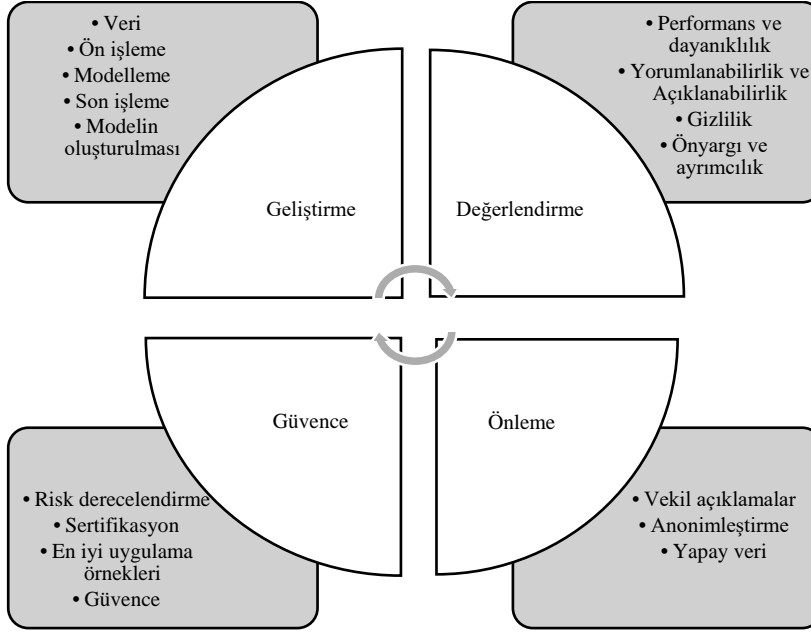 • Veri
• Ön işleme
• Modelleme
• Son işleme
• Modelin
oluşturulması
• Performans ve
dayanıklılık
• Yorumlanabilirlik ve
Açıklanabilirlik
• Gizlilik
• Önyargı ve
ayrımcılık
Geliştirme
Değerlendirme
Güvence
Önleme
• Risk derecelendirme
• Sertifikasyon
• En iyi uygulama
örnekleri
• Güvence
• Vekil açıklamalar
• Anonimleştirme
• Yapay veri